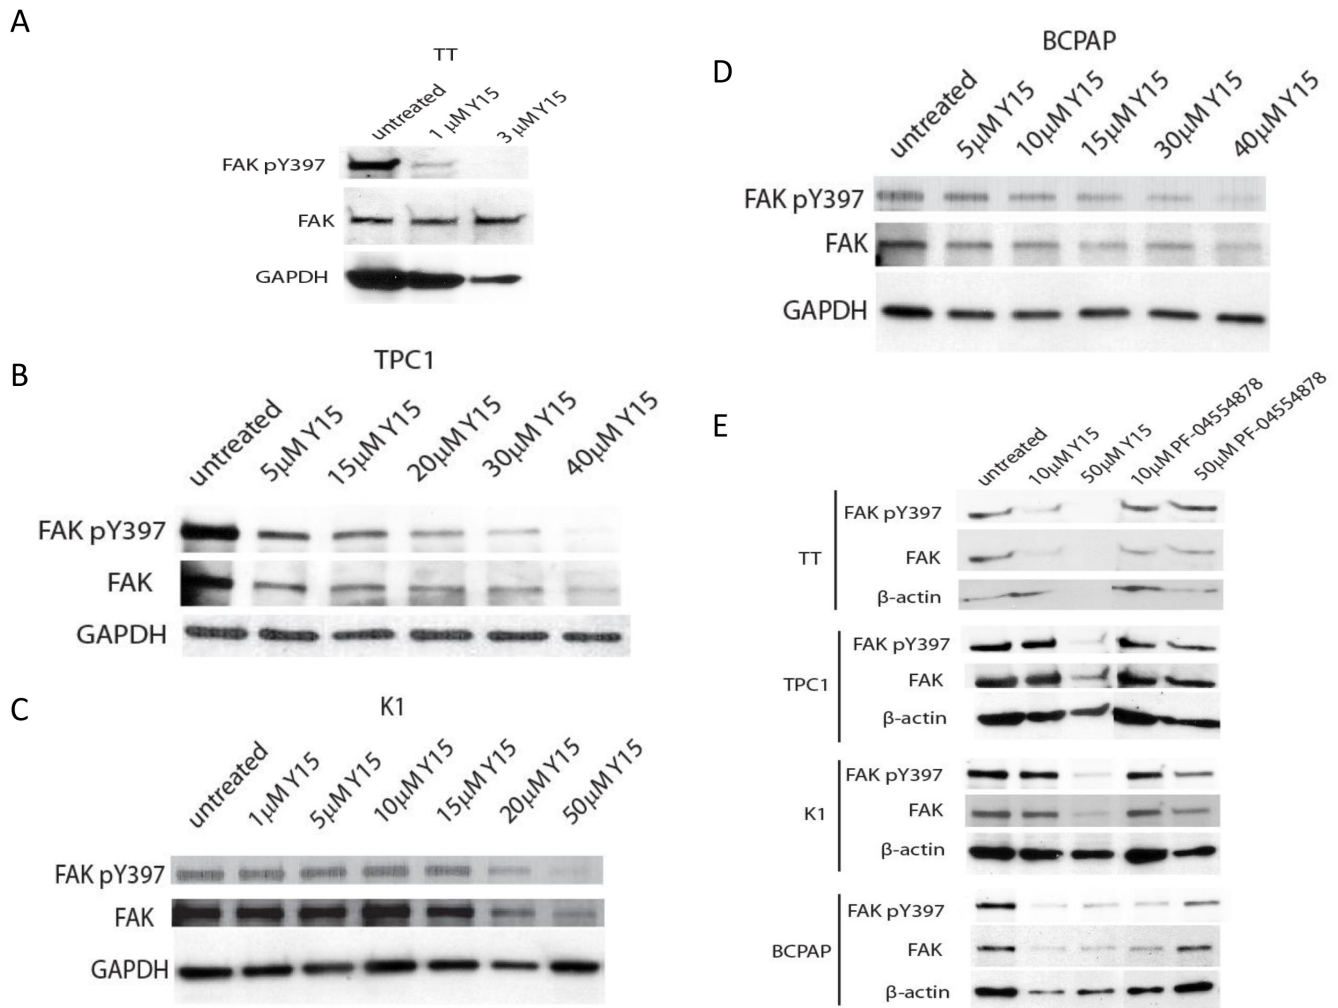 A
TT
untreated
1 µM Y15
3 µM Y15
FAK pY397
FAK
GAPDH
B
TPC1
untreated
5µM Y15
15µM Y15
20µM Y15
30µM Y15
40µM Y15
FAK pY397
FAK
GAPDH
C
K1
untreated
1µM Y15
5µM Y15
10µM Y15
15µM Y15
20µM Y15
50µM Y15
FAK pY397
FAK
GAPDH
D
BCPAP
untreated
5µM Y15
10µM Y15
15µM Y15
30µM Y15
40µM Y15
FAK pY397
FAK
GAPDH
E
untreated
10µM Y15
50µM Y15
10µM PF-04554878
50µM PF-04554878
TT
FAK pY397
FAK
β-actin
TPC1
FAK pY397
FAK
β-actin
K1
FAK pY397
FAK
β-actin
BCPAP
FAK pY397
FAK
β-actin